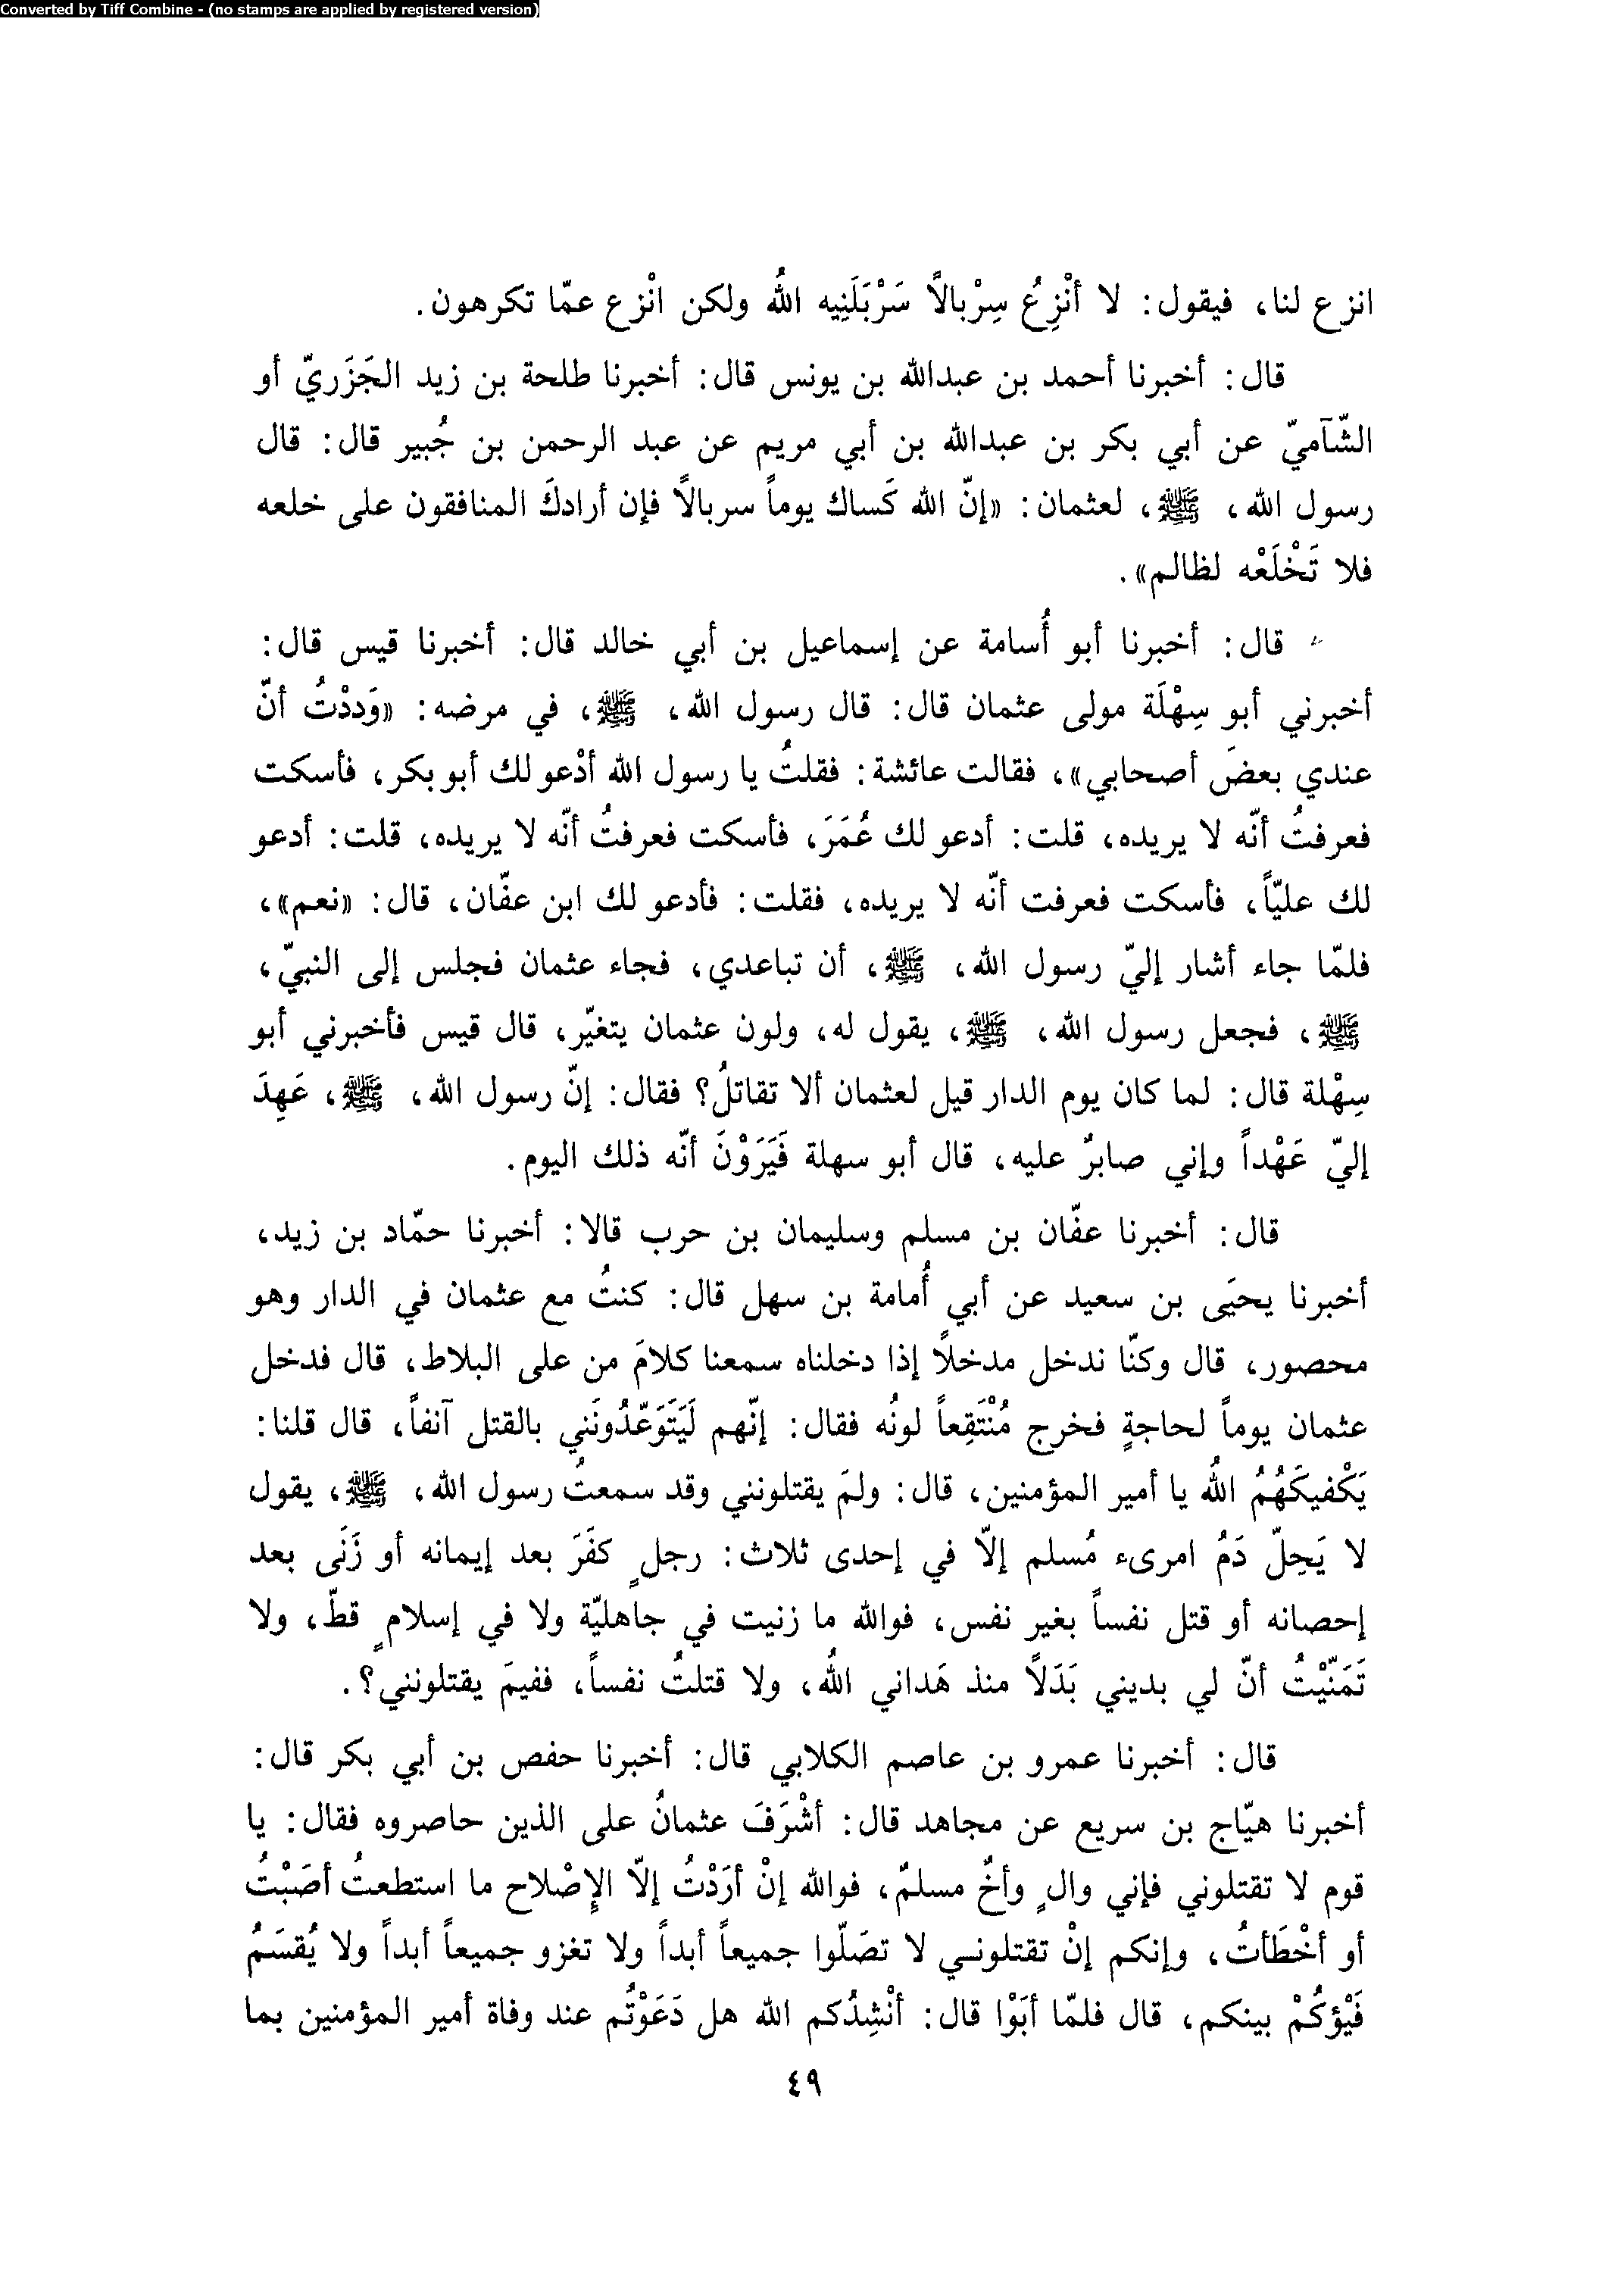 Converted by Tiff Combine - (no stamps are applied by registered version)
انزع لنا، فيقول: لا أنْزِعُ سِرْبالاً سَرْبَلَنِيه اللهُ ولكن انْزع عمّا تكرهون.
قال: أخبرنا أحمد بن عبدالله بن يونس قال: أخبرنا طلحة بن زيد الجَزَريّ أو
الشّآميّ عن أبي بكر بن عبدالله بن أبي مريم عن عبد الرحمن بن جُبير قال: قال
رسول الله، ﷺ، لعثمان: «إنّ الله كَساك يوماً سربالاً فإن أرادكَ المنافقون على خلعه
فلا تَخْلَعْه لظالم».
قال: أخبرنا أبو أُسامة عن إسماعيل بن أبي خالد قال: أخبرنا قيس قال:
أخبرني أبو سِهْلَة مولى عثمان قال: قال رسول الله، ﷺ، في مرضه: «وَددْتُ أنّ
عندي بعضَ أصحابي»، فقالت عائشة: فقلتُ يا رسول الله أدْعو لك أبو بكر، فأسكت
فعرفتُ أنّه لا يريده، قلت: أدعو لك عُمَرَ، فأسكت فعرفتُ أنّه لا يريده، قلت: أدعو
لك عليّاً، فأسكت فعرفت أنّه لا يريده، فقلت: فأدعو لك ابن عفّان، قال: «نعم»،
فلمّا جاء أشار إليّ رسول الله، ﷺ، أن تباعدي، فجاء عثمان فجلس إلى النبيّ،
ﷺ، فجعل رسول الله، ﷺ، يقول له، ولون عثمان يتغيّر، قال قيس فأخبرني أبو
سِهْلة قال: لما كان يوم الدار قيل لعثمان ألا تقاتلُ؟ فقال: إنّ رسول الله، ﷺ، عَهِدَ
إليّ عَهْداً وإني صابرٌ عليه، قال أبو سهلة فَيَرَوْنَ أنّه ذلك اليوم.
قال: أخبرنا عفّان بن مسلم وسليمان بن حرب قالا: أخبرنا حمّاد بن زيد،
أخبرنا يحيَى بن سعيد عن أبي أُمامة بن سهل قال: كنتُ مع عثمان في الدار وهو
محصور، قال وكنّا ندخل مدخلاً إذا دخلناه سمعنا كلامَ من على البلاط، قال فدخل
عثمان يوماً لحاجةٍ فخرج مُنْتَقِعاً لونُه فقال: إنّهم لَيَتَوَعّدُونَني بالقتل آنفاً، قال قلنا:
يَكْفيكَهُمُ اللهُ يا أمير المؤمنين، قال: ولمَ يقتلونني وقد سمعتُ رسول الله، ﷺ، يقول
لا يَحِلّ دَمُ امرىء مُسلم إلاّ في إحدى ثلاث: رجلٍ كفَرَ بعد إيمانه أو زَنَى بعد
إحصانه أو قتل نفساً بغير نفس، فوالله ما زنيت في جاهليّة ولا في إسلامٍ قطّ، ولا
تَمَنّيْتُ أنّ لي بديني بَدَلاً منذ هَداني اللهُ، ولا قتلتُ نفساً، ففيمَ يقتلونني؟.
قال: أخبرنا عمرو بن عاصم الكلابي قال: أخبرنا حفص بن أبي بكر قال:
أخبرنا هيّاج بن سريع عن مجاهد قال: أشْرَفَ عثمانُ على الذين حاصروه فقال: يا
قوم لا تقتلوني فإني والٍ وأخٌ مسلمٌ، فوالله إنْ أرَدْتُ إلاّ الإصْلاح ما استطعتُ أصَبْتُ
أو أخْطَأتُ، وإنكم إنْ تقتلوني لا تصَلّوا جميعاً أبداً ولا تغزو جميعاً أبداً ولا يُقسَمُ
فَيْؤكُمْ بينكم، قال فلمّا أبَوْا قال: أنْشِدُكم الله هل دَعَوْتُم عند وفاة أمير المؤمنين بما
٤٩